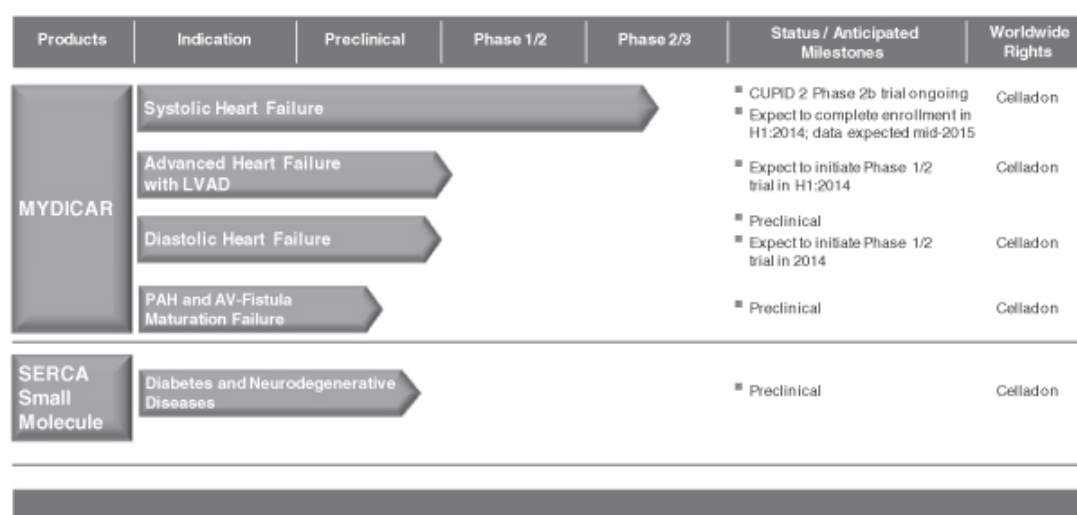 Products Indication Preclinical Phase 1/2 Phase 2/3 Status / Anticipated Milestones Worldwide Rights
MYDICAR
Systolic Heart Failure
CUPID 2 Phase 2b trial ongoing
Expect to complete enrollment in
H1:2014; data expected mid-2015
Celladon
Advanced Heart Failure
with LVAD
Expect to initiate Phase 1/2
trial in H1:2014
Celladon
Diastolic Heart Failure
Preclinical
Expect to initiate Phase 1/2
trial in 2014
Celladon
PAH and AV-Fistula
Maturation Failure
Preclinical
Celladon
SERCA
Small
Molecule
Diabetes and Neurodegenerative
Diseases
Preclinical
Celladon